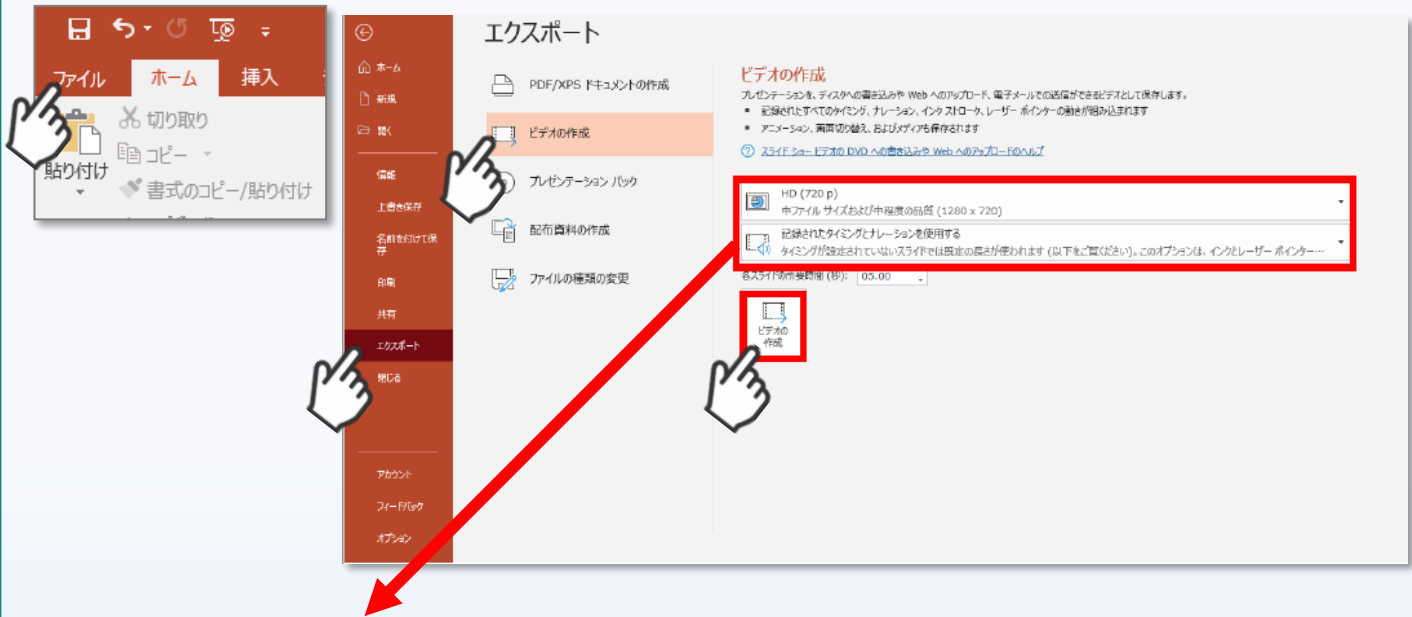 ファイル
ホーム
挿入
貼り付け
切り取り
コピー
書式のコピー/貼り付け
ホーム
新規
開く
情報
上書き保存
名前を付けて保
存
印刷
共有
エクスポート
閉じる
アカウント
フィードバック
オプション
エクスポート
PDF/XPS ドキュメントの作成
ビデオの作成
プレゼンテーション パック
配布資料の作成
ファイルの種類の変更
ビデオの作成
プレゼンテーションを、ディスクへの書き込みや Web へのアップロード、電子メールでの送信ができるビデオとして保存します。
■ 記録されたすべてのタイミング、ナレーション、インク ストローク、レーザー ポインターの動きが組み込まれます
■ アニメーション、画面切り替え、およびメディアも保存されます
スライド ショー ビデオの DVD への書き込みや Web へのアップロードのヘルプ
HD (720 p)
中ファイル サイズおよび中程度の品質 (1280 x 720)
記録されたタイミングとナレーションを使用する
タイミングが設定されていないスライドでは既定の長さが使われます (以下をご覧ください)。このオプションは、インクとレーザー ポインター…
各スライドの所要時間 (秒): 05.00
ビデオの
作成